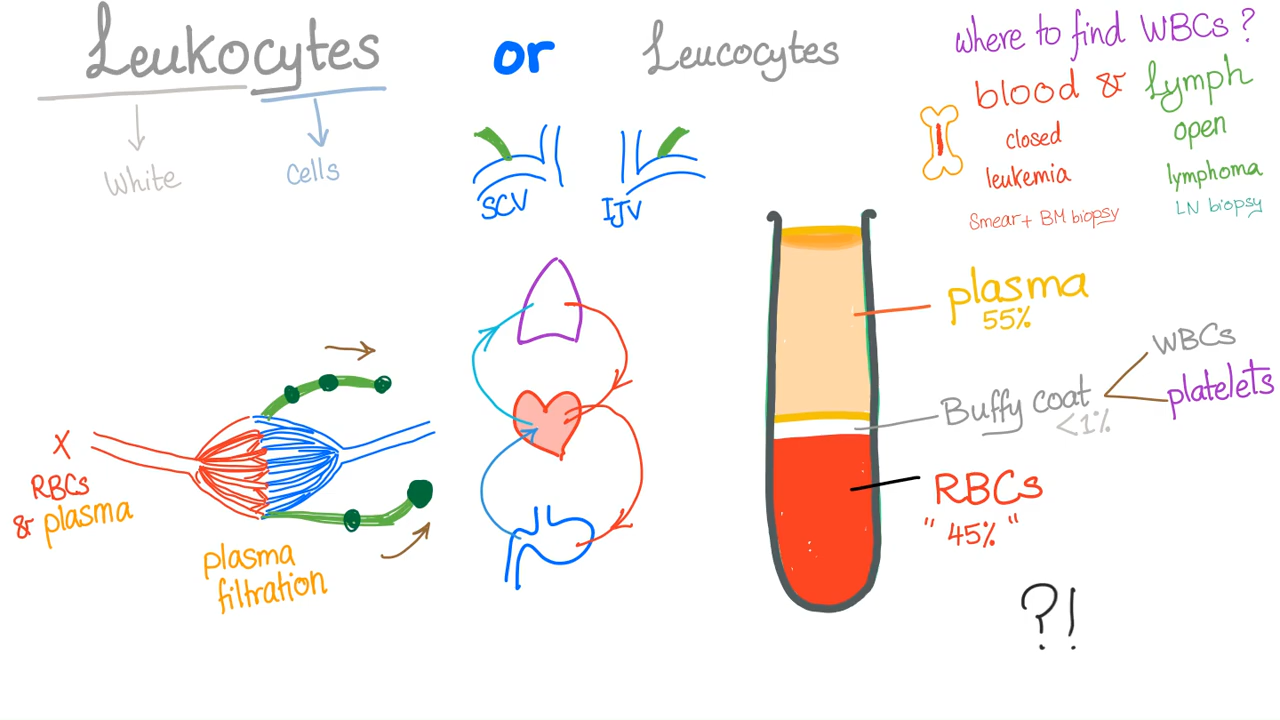 Leukocytes or Leucocytes
White
Cells
SCV
IJV
where to find WBCs?
blood & Lymph
closed
open
leukemia
lymphoma
Smear + BM biopsy
LN biopsy
plasma
55%
Buffy coat
<1%
WBCs
platelets
RBCs
"45%"
X
RBCs
& plasma
plasma
filtration
?!